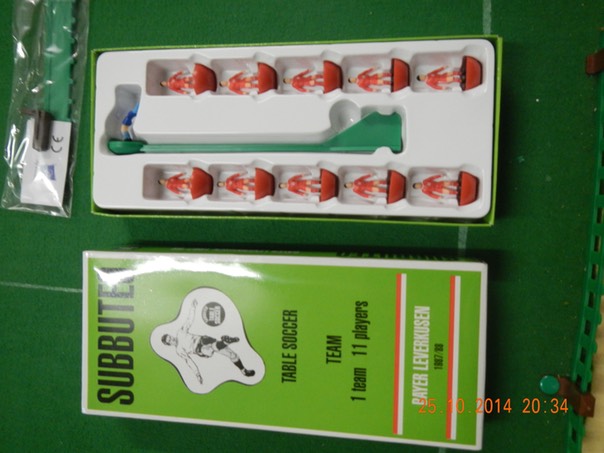 SUBBUTEO
TABLE SOCCER
TEAM
1 team 11 players
BAYER LEVERKUSEN
1987/88
CE
25.10.2014 20:34